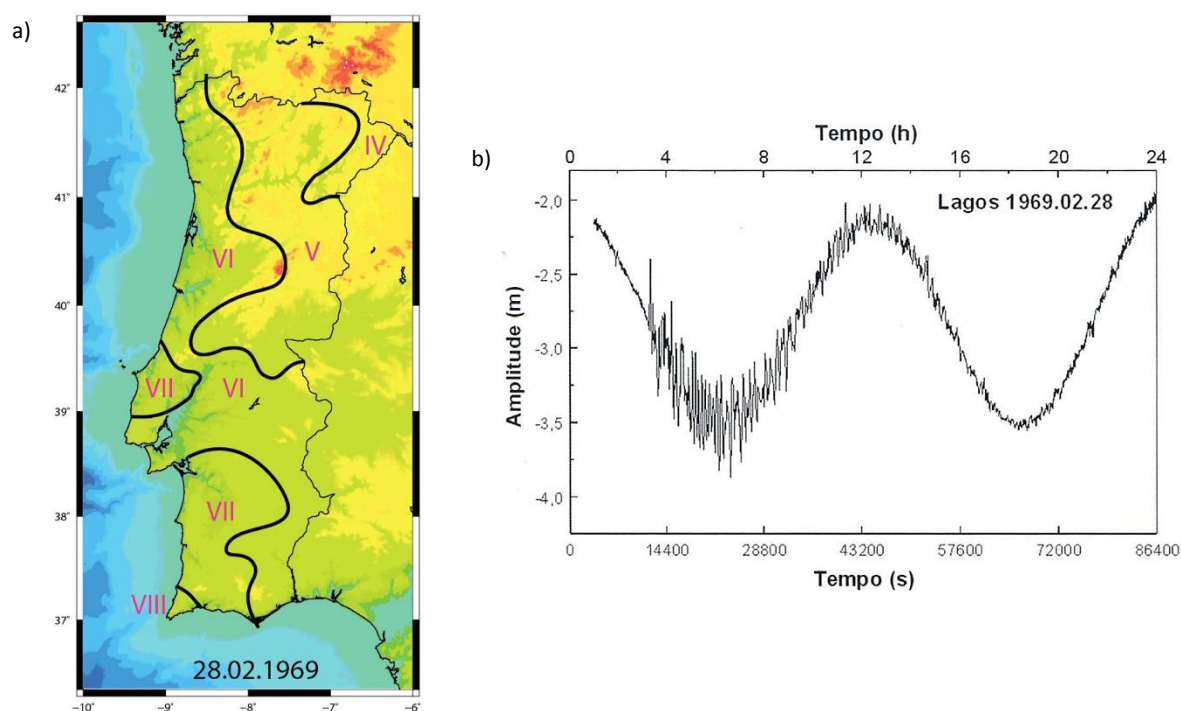 a)
42˚
41˚
40˚
39˚
38˚
37˚
−10˚ −9˚ −8˚ −7˚ −6˚
IV
VI
V
VII
VI
VII
VIII
28.02.1969
b)
Tempo (h)
0 4 8 12 16 20 24
Lagos 1969.02.28
Amplitude (m)
-2,0
-2,5
-3,0
-3,5
-4,0
0 14400 28800 43200 57600 72000 86400
Tempo (s)